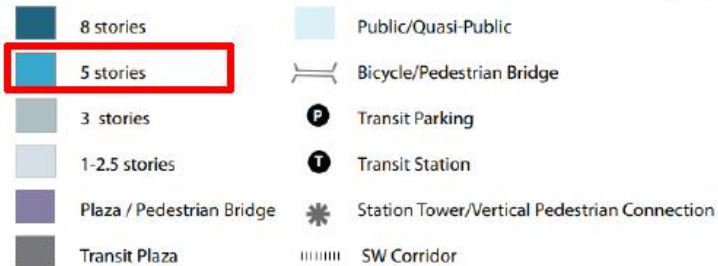 8 stories
Public/Quasi-Public
5 stories
Bicycle/Pedestrian Bridge
3 stories
P
Transit Parking
1-2.5 stories
T
Transit Station
Plaza / Pedestrian Bridge
Station Tower/Vertical Pedestrian Connection
Transit Plaza
SW Corridor